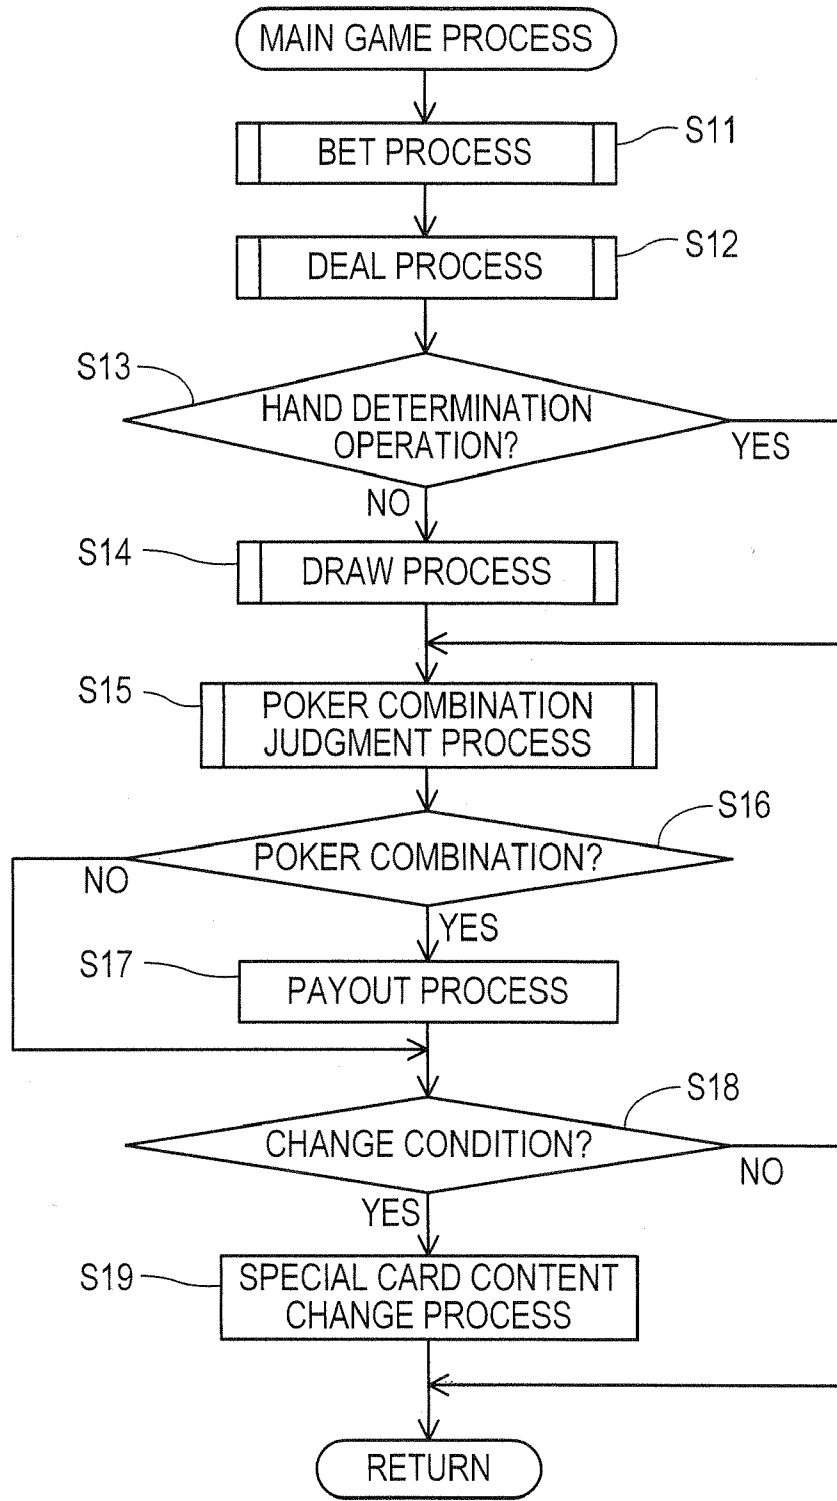 MAIN GAME PROCESS
S11
BET PROCESS
S12
DEAL PROCESS
S13
HAND DETERMINATION
OPERATION?
YES
NO
S14
DRAW PROCESS
S15
POKER COMBINATION
JUDGMENT PROCESS
S16
POKER COMBINATION?
NO
YES
S17
PAYOUT PROCESS
S18
CHANGE CONDITION?
NO
YES
S19
SPECIAL CARD CONTENT
CHANGE PROCESS
RETURN